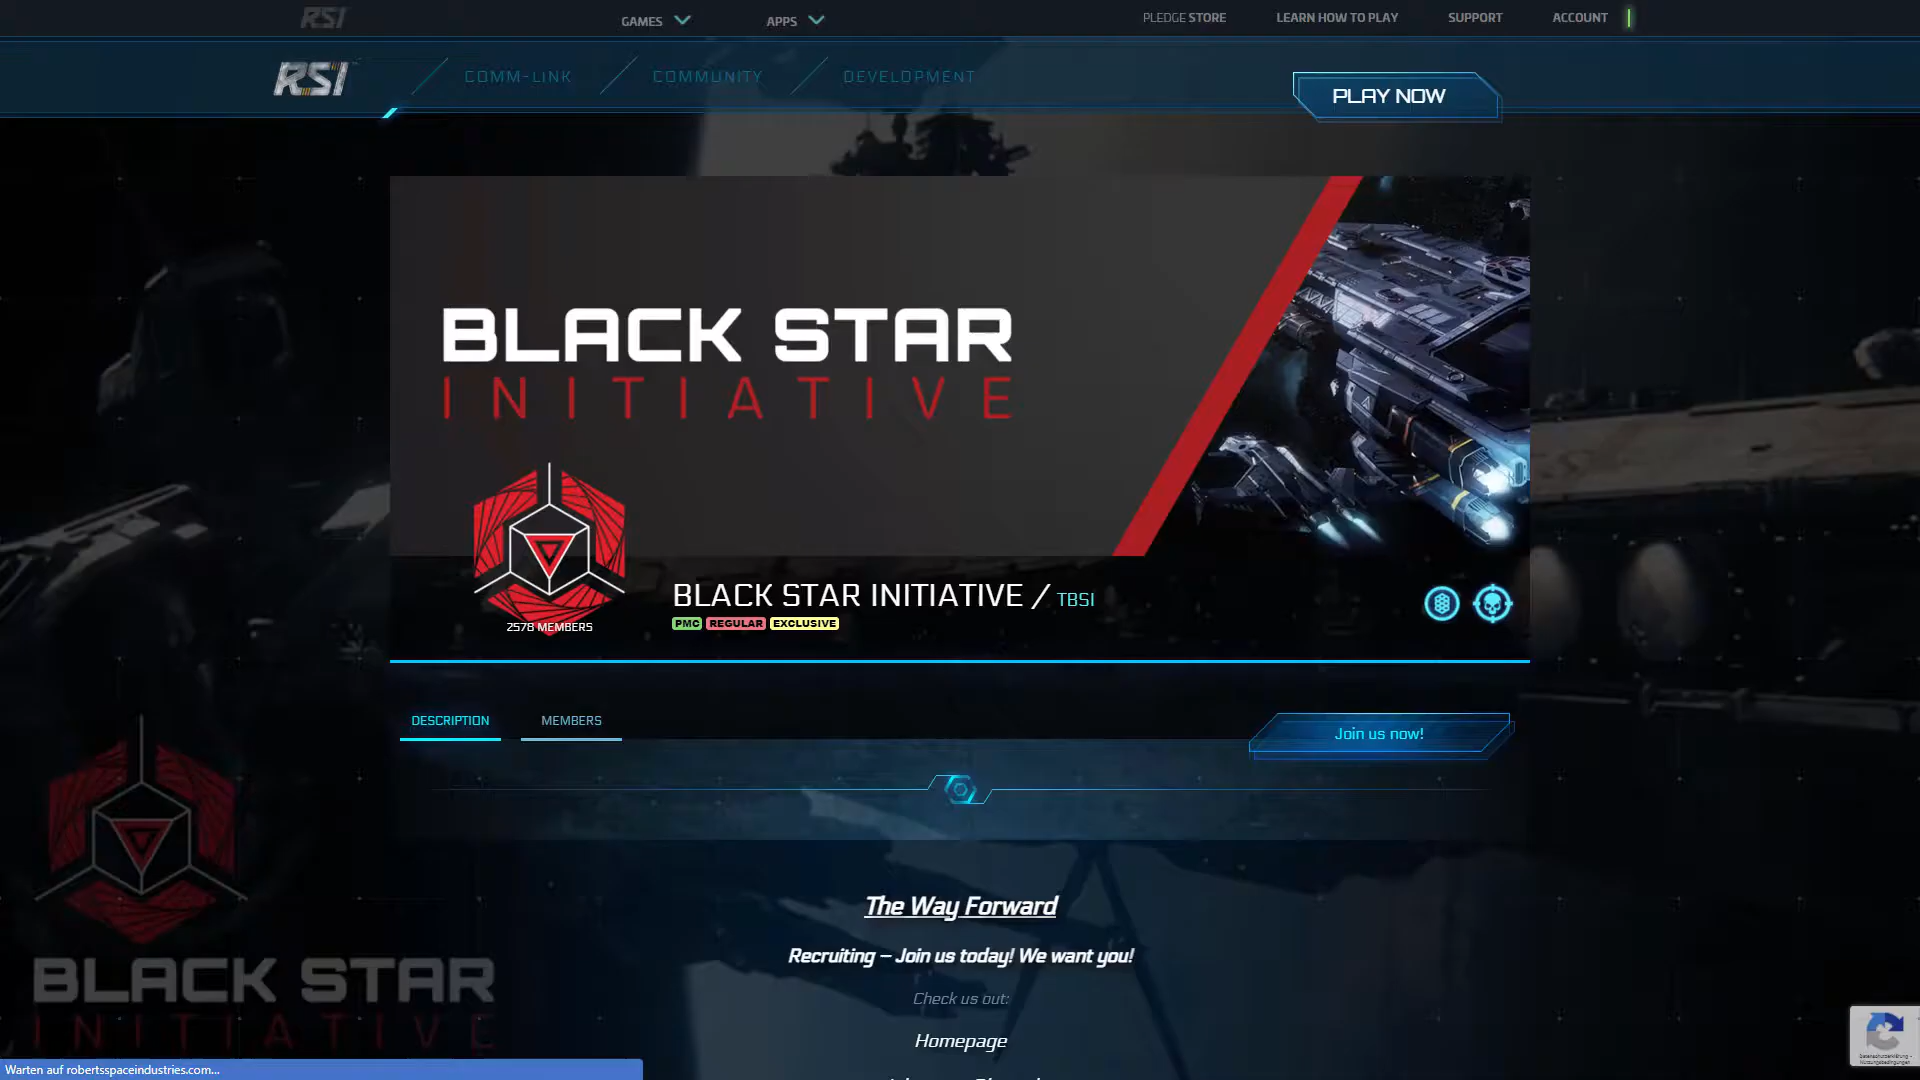 RSI
GAMES
APPS
PLEDGE STORE
LEARN HOW TO PLAY
SUPPORT
ACCOUNT
RSI
COMM-LINK
COMMUNITY
DEVELOPMENT
PLAY NOW
BLACK STAR
INITIATIVE
2578 MEMBERS
BLACK STAR INITIATIVE / TBSI
PMC REGULAR EXCLUSIVE
DESCRIPTION
MEMBERS
Join us now!
The Way Forward
Recruiting – Join us today! We want you!
Check us out:
Homepage
BLACK STAR
INITIATIVE
Warten auf robertsspaceindustries.com...
Datenschutzerklärung -
Nutzungsbedingungen